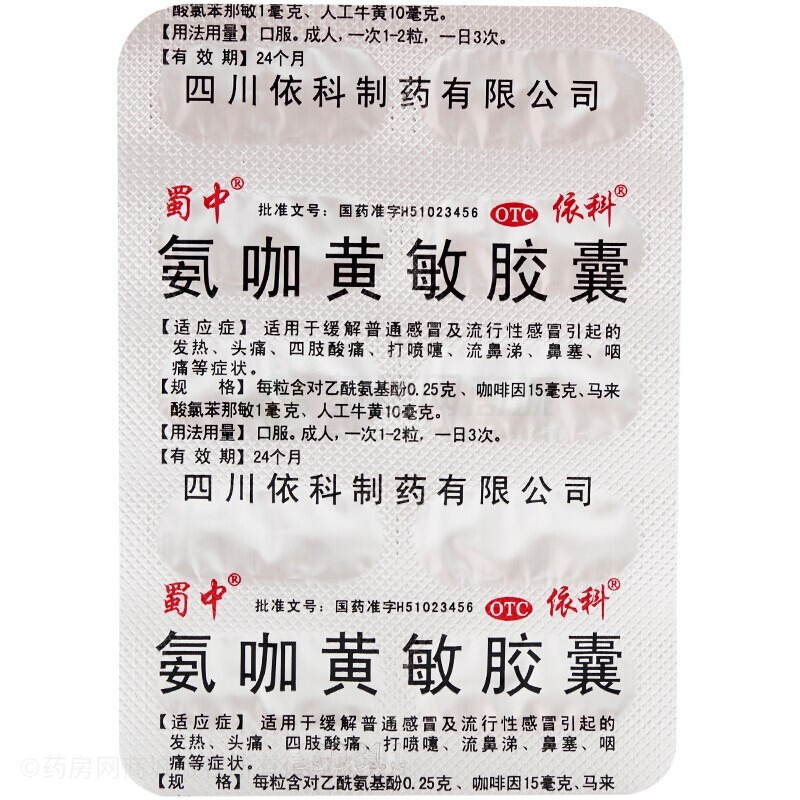 酸氯苯那敏1毫克、人工牛黄10毫克。
【用法用量】口服。成人，一次1-2粒，一日3次。
【有 效 期】24个月
四川依科制药有限公司
蜀中® 批准文号：国药准字H51023456 OTC 依科®
氨咖黄敏胶囊
【适应症】适用于缓解普通感冒及流行性感冒引起的
发热、头痛、四肢酸痛、打喷嚏、流鼻涕、鼻塞、咽
痛等症状。
【规　格】每粒含对乙酰氨基酚0.25克、咖啡因15毫克、马来
酸氯苯那敏1毫克、人工牛黄10毫克。
【用法用量】口服。成人，一次1-2粒，一日3次。
【有 效 期】24个月
四川依科制药有限公司
蜀中® 批准文号：国药准字H51023456 OTC 依科®
氨咖黄敏胶囊
【适应症】适用于缓解普通感冒及流行性感冒引起的
发热、头痛、四肢酸痛、打喷嚏、流鼻涕、鼻塞、咽
痛等症状。
【规　格】每粒含对乙酰氨基酚0.25克、咖啡因15毫克、马来
©药房网商